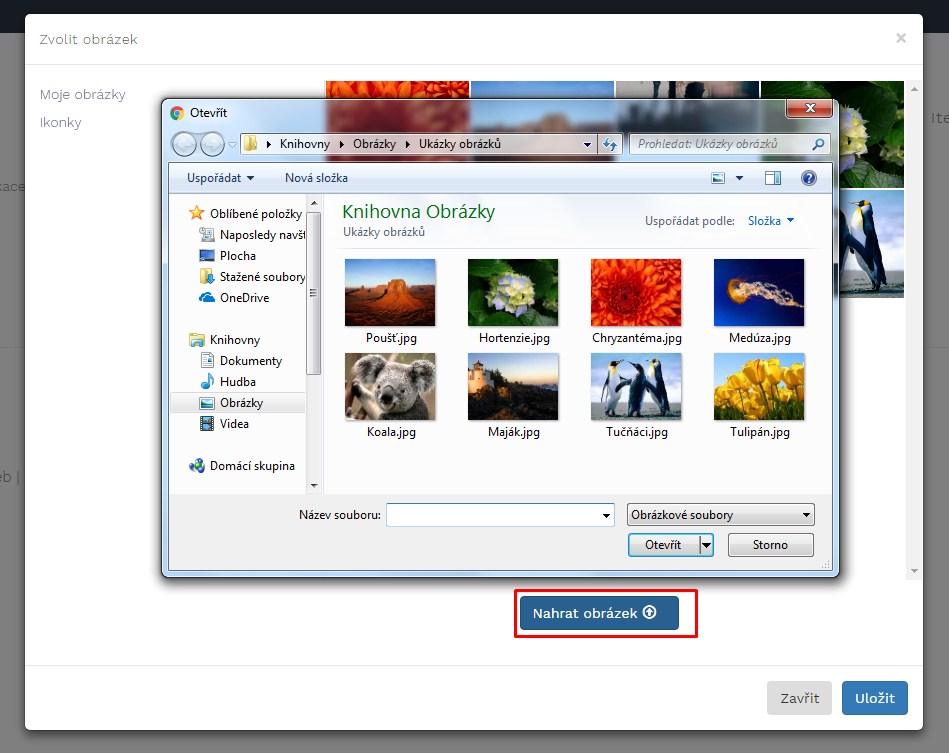 Zvolit obrázek
×
Moje obrázky
Ikonky
Otevřít
Knihovny
Obrázky
Ukázky obrázků
Prohledat: Ukázky obrázků
Uspořádat
Nová složka
Oblíbené položky
Naposledy navšt
Plocha
Stažené soubory
OneDrive
Knihovny
Dokumenty
Hudba
Obrázky
Videa
Domácí skupina
Knihovna Obrázky
Ukázky obrázků
Uspořádat podle: Složka
Poušť.jpg
Hortenzie.jpg
Chryzantéma.jpg
Medúza.jpg
Koala.jpg
Maják.jpg
Tučňáci.jpg
Tulipán.jpg
Název souboru:
Obrázkové soubory
Otevřít
Storno
Nahrat obrázek
Zavřit
Uložit